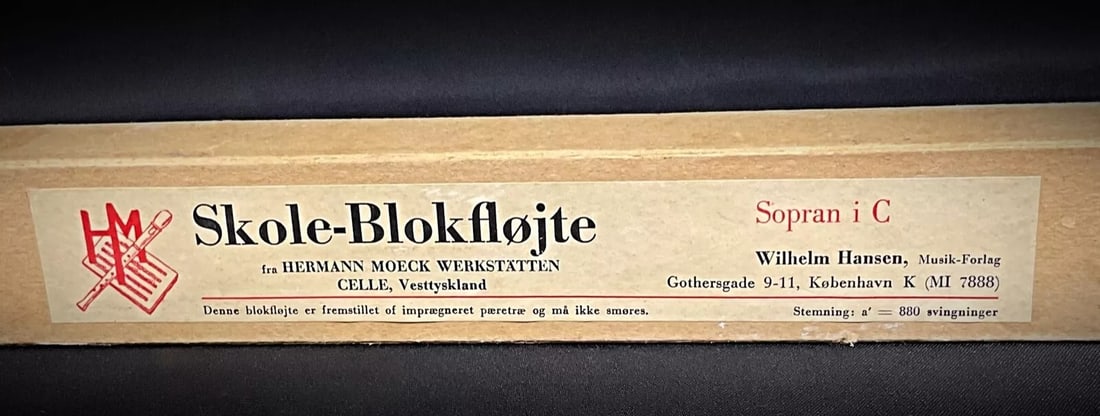 HM
Skole-Blokfløjte
fra HERMANN MOECK WERKSTÄTTEN
CELLE, Vesttyskland
Denne blokfløjte er fremstillet of imprægneret pæretræ og må ikke smøres.
Sopran i C
Wilhelm Hansen, Musik-Forlag
Gothersgade 9-11, København K (MI 7888)
Stemning: a′ = 880 svingninger